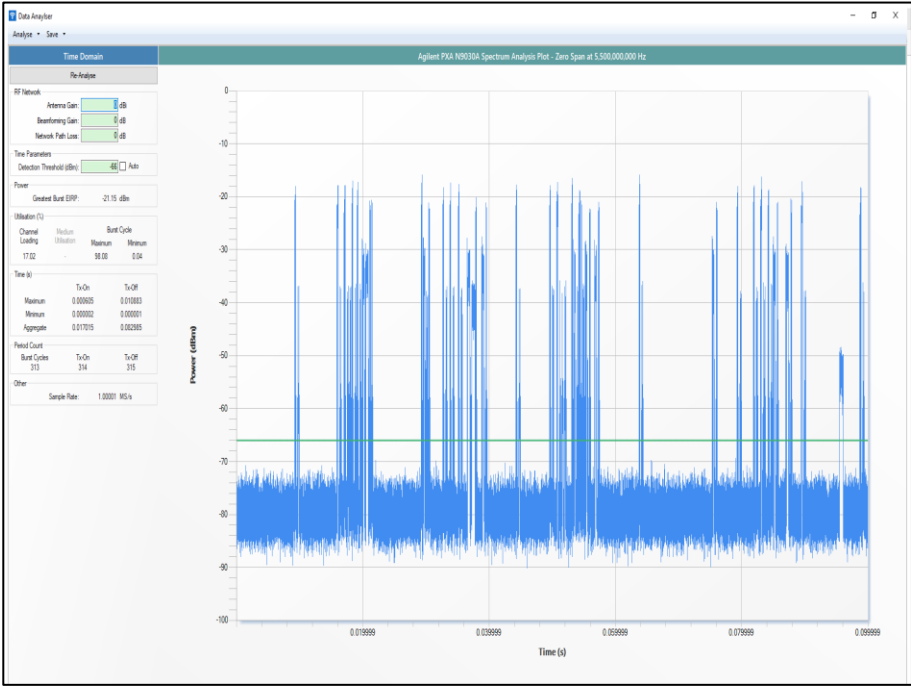 Data Anaylser
Analyse Save
Time Domain
Agilent PXA N9030A Spectrum Analysis Plot - Zero Span at 5,500,000,000 Hz
Re-Analyse
RF Network
Antenna Gain: dBi
Beamforming Gain: 0 dB
Network Path Loss: 0 dB
Time Parameters
Detection Threshold (dBm): -66 Auto
Power
Greatest Burst EIRP: -21.15 dBm
Utilisation (%)
Channel Loading Medium Utilisation Burst Cycle
Maximum Minimum
17.02 - 98.00 0.04
Time (s)
Tx-On Tx-Off
Maximum 0.000605 0.010883
Minimum 0.000002 0.000001
Aggregate 0.017015 0.082985
Period Count
Burst Cycles Tx-On Tx-Off
313 314 315
Other
Sample Rate: 1.00001 MS/s
0
-10
-20
-30
-40
-50
-60
-70
-80
-90
-100
Power (dBm)
0.019999 0.039999 0.059999 0.079999 0.099999
Time (s)